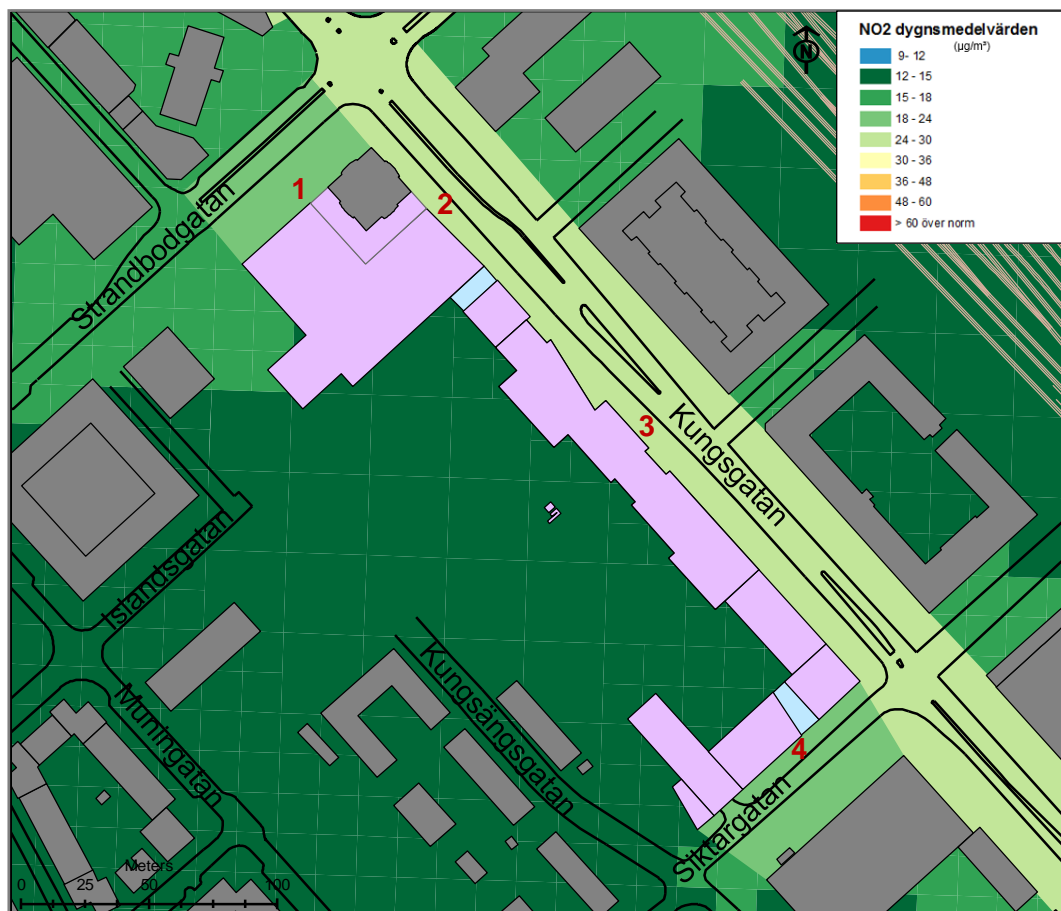 NO2 dygnsmedelvärden
(µg/m³)
9- 12
12 - 15
15 - 18
18 - 24
24 - 30
30 - 36
36 - 48
48 - 60
> 60 över norm
N
1
2
Strandbodgatan
3
Kungsgatan
Islandsgatan
Kungsängsgatan
Muningatan
4
Siktargatan
Meters
0 25 50 100